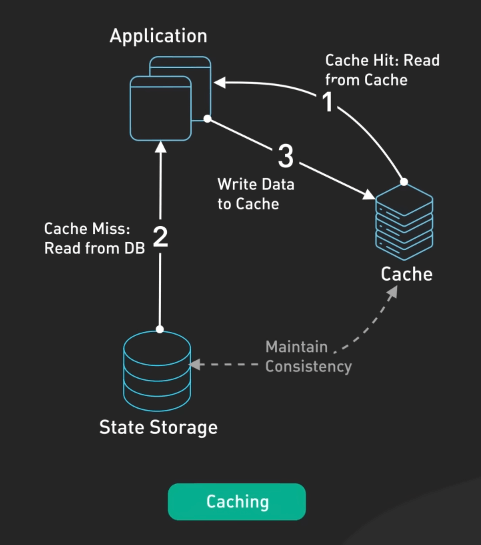 Application
Cache Hit: Read
from Cache
1
3
Write Data
to Cache
Cache Miss:
Read from DB
2
Cache
Maintain
Consistency
State Storage
Caching